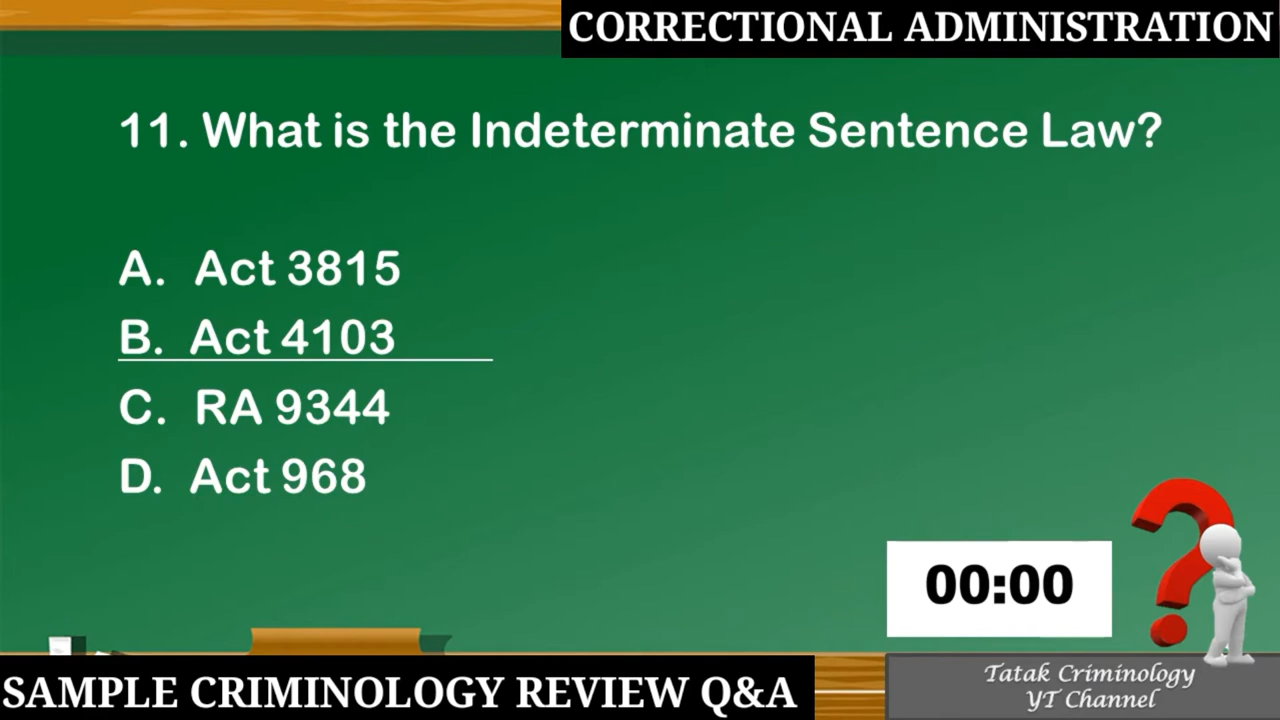 CORRECTIONAL ADMINISTRATION
11. What is the Indeterminate Sentence Law?
A. Act 3815
B. Act 4103
C. RA 9344
D. Act 968
00:00
SAMPLE CRIMINOLOGY REVIEW Q&A
Tatak Criminology
YT Channel